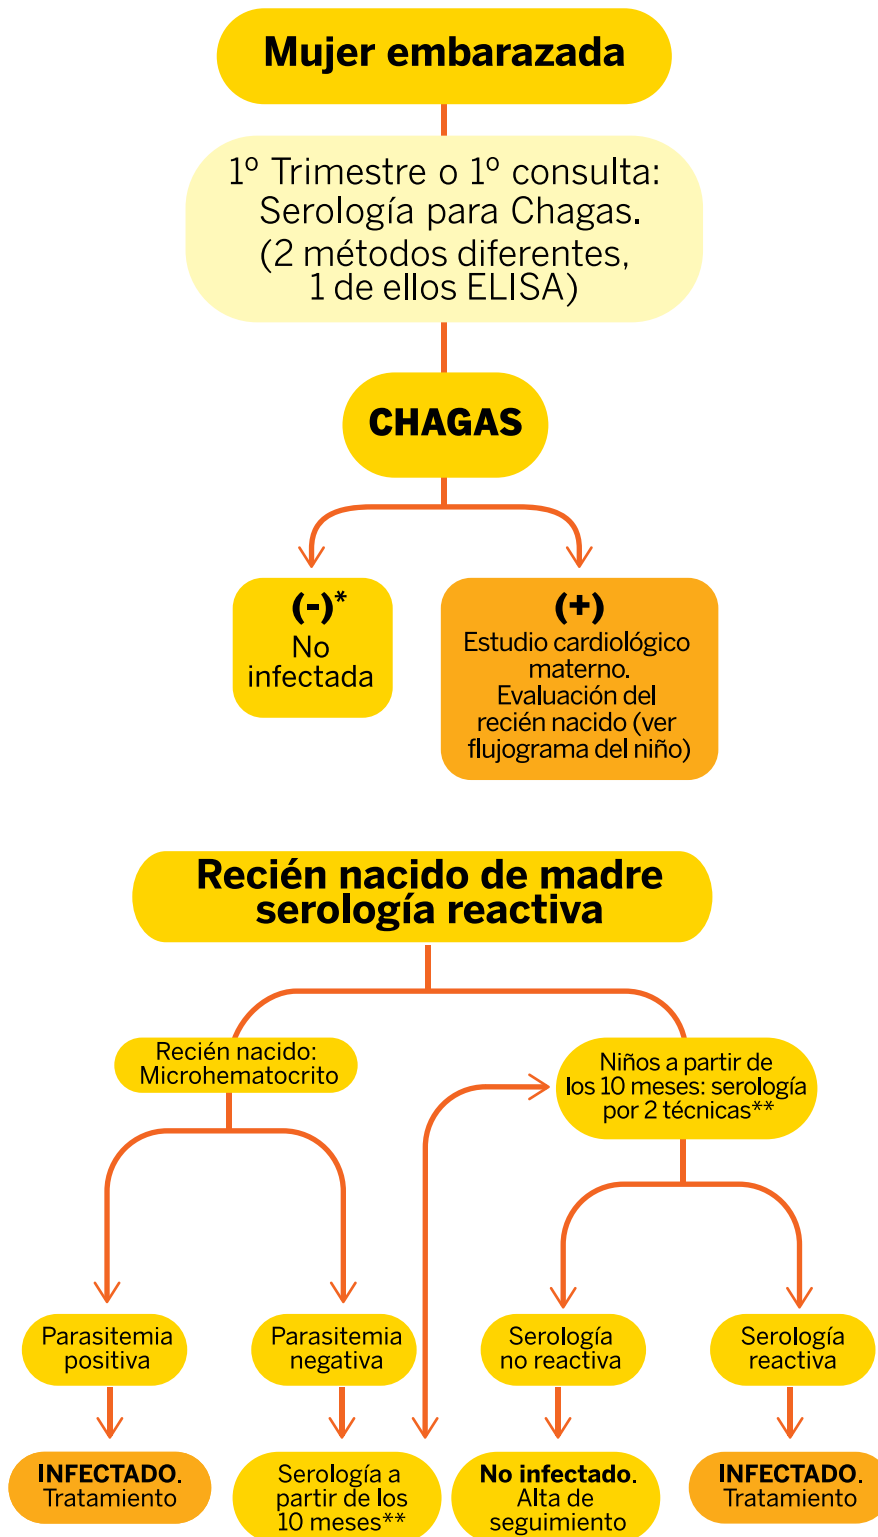 Mujer embarazada
1º Trimestre o 1º consulta:
Serología para Chagas.
(2 métodos diferentes,
1 de ellos ELISA)
CHAGAS
(-)*
No
infectada
(+)
Estudio cardiológico
materno.
Evaluación del
recién nacido (ver
flujograma del niño)
Recién nacido de madre
serología reactiva
Recién nacido:
Microhematocrito
Niños a partir de
los 10 meses: serología
por 2 técnicas**
Parasitemia
positiva
Parasitemia
negativa
Serología
no reactiva
Serología
reactiva
INFECTADO.
Tratamiento
Serología a
partir de los
10 meses**
No infectado.
Alta de
seguimiento
INFECTADO.
Tratamiento